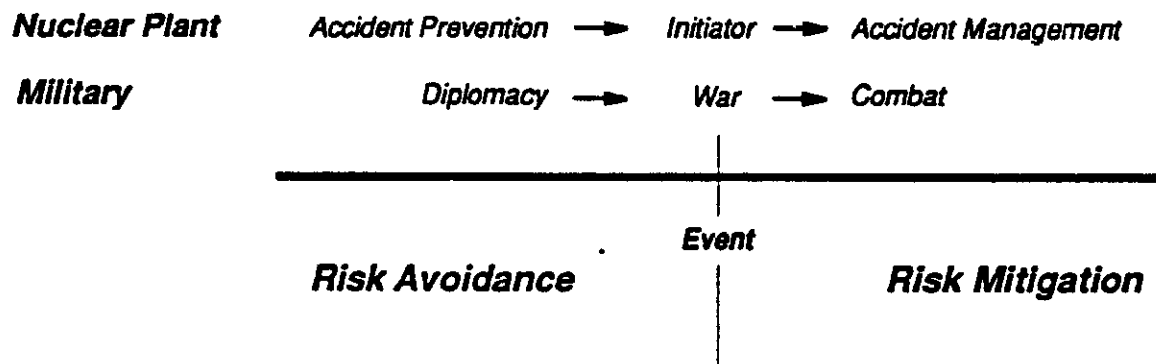 Nuclear Plant Accident Prevention → Initiator → Accident Management
Military Diplomacy → War → Combat
Event
Risk Avoidance Risk Mitigation